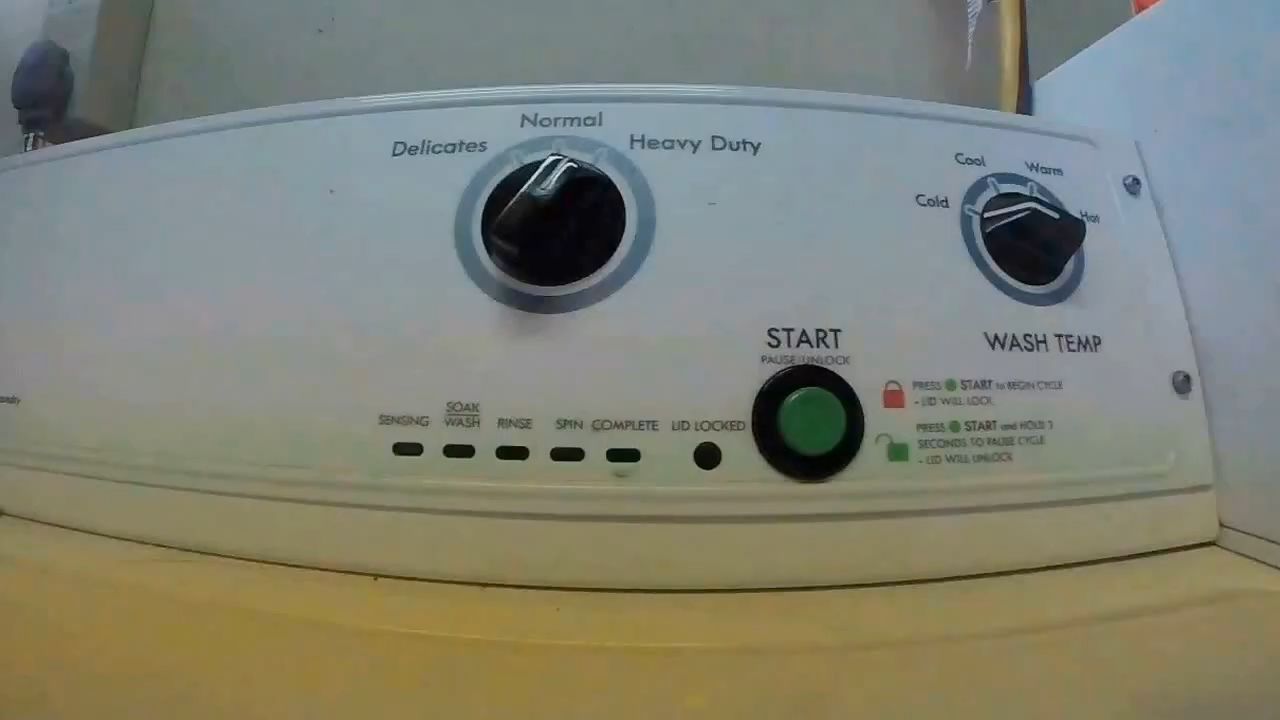 Normal
Delicates
Heavy Duty
Cool
Warm
Cold
Hot
START
PAUSE/UNLOCK
WASH TEMP
PRESS START to BEGIN CYCLE
- LID WILL LOCK
SENSING
SOAK
WASH
RINSE
SPIN
COMPLETE
LID LOCKED
PRESS START and HOLD 3
SECONDS TO PAUSE CYCLE
- LID WILL UNLOCK